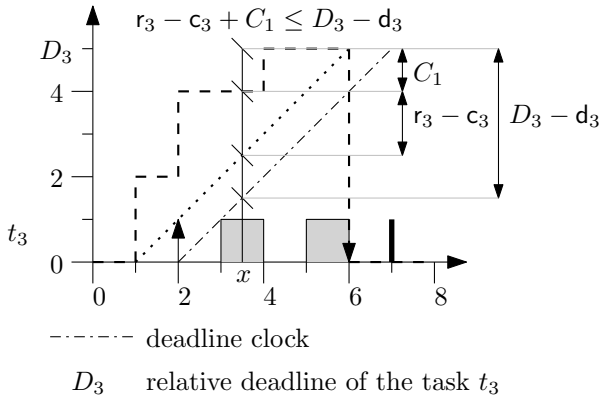 r₃ − c₃ + C₁ ≤ D₃ − d₃
D₃
C₁
4
r₃ − c₃ D₃ − d₃
2
t₃
0
x
0 2 4 6 8
deadline clock
D₃ relative deadline of the task t₃